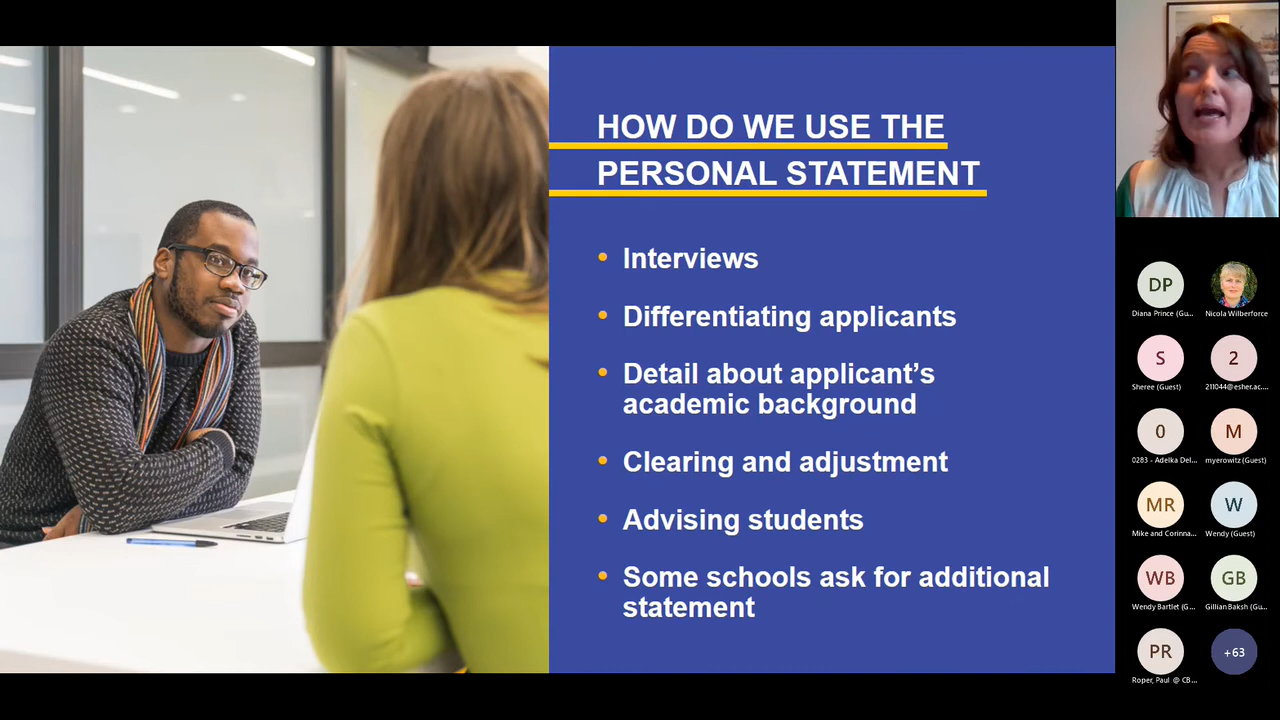 HOW DO WE USE THE
PERSONAL STATEMENT
• Interviews
• Differentiating applicants
• Detail about applicant’s
academic background
• Clearing and adjustment
• Advising students
• Some schools ask for additional
statement
DP
Diana Prince (Gu...
Nicola Wilberforce
S
2
Sheree (Guest)
211044@esher.ac....
0
M
0283 - Adelka Del...
myerowitz (Guest)
MR
W
Mike and Corinna...
Wendy (Guest)
WB
GB
Wendy Bartlet (G...
Gillian Baksh (Gu...
PR
+63
Roper, Paul @ CB...